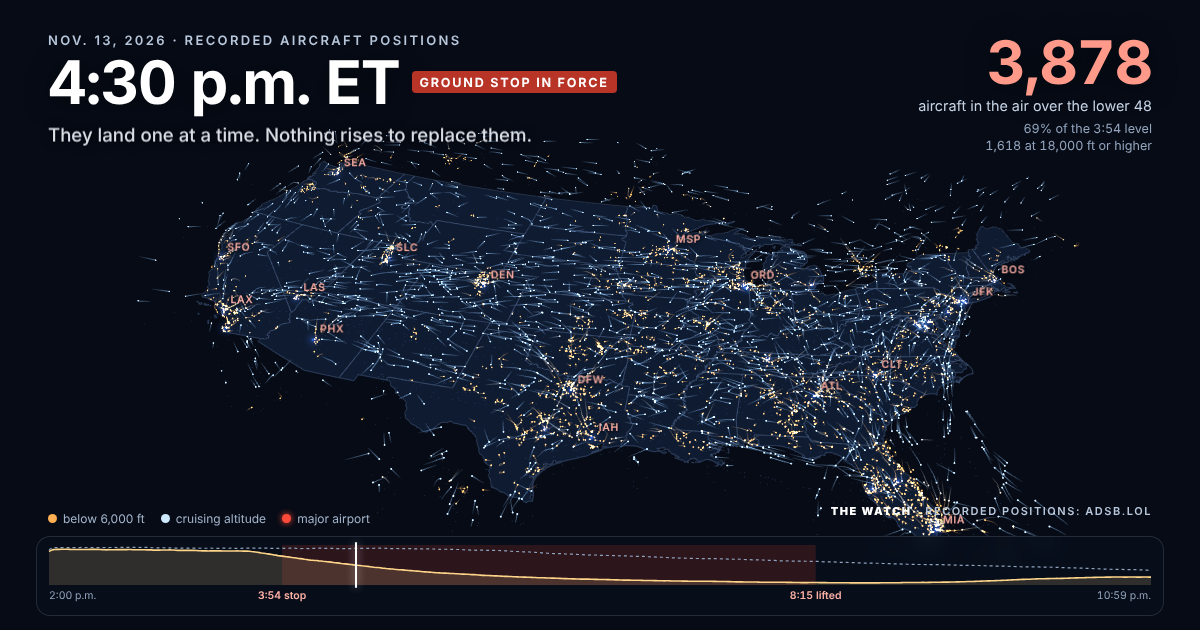 NOV. 13, 2026 · RECORDED AIRCRAFT POSITIONS
4:30 p.m. ET GROUND STOP IN FORCE
They land one at a time. Nothing rises to replace them.
3,878
aircraft in the air over the lower 48
69% of the 3:54 level
1,618 at 18,000 ft or higher
SEA
SFO
SLC
MSP
DEN
ORD
BOS
LAS
JFK
LAX
PHX
CLT
DFW
ATL
IAH
MIA
THE WATCH · RECORDED POSITIONS: ADSB.LOL
below 6,000 ft
cruising altitude
major airport
2:00 p.m.
3:54 stop
8:15 lifted
10:59 p.m.